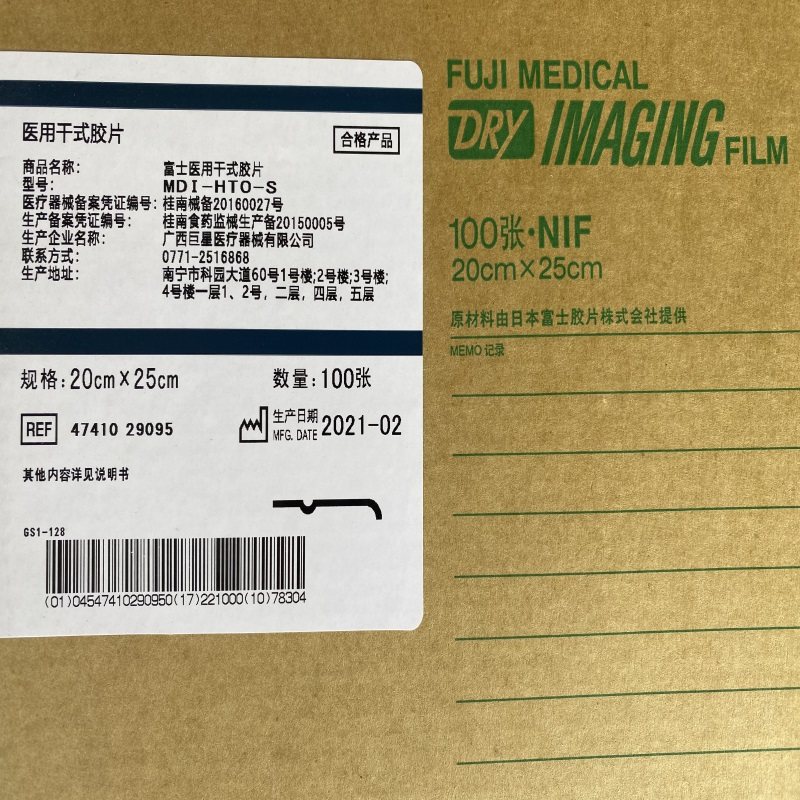 医用干式胶片
合格产品
商品名称: 富士医用干式胶片
型号: MDI-HTO-S
医疗器械备案凭证编号: 桂南械备20160027号
生产备案凭证编号: 桂南食药监械生产备20150005号
生产企业名称: 广西巨星医疗器械有限公司
联系方式: 0771-2516868
生产地址: 南宁市科园大道60号1号楼;2号楼;3号楼;
4号楼一层1、2号,二层,四层,五层
规格:20cm×25cm 数量:100张
REF 47410 29095
生产日期
MFG. DATE 2021-02
其他内容详见说明书
GS1-128
(01)04547410290950(17)221000(10)78304
FUJI MEDICAL
DRY IMAGING FILM
100张·NIF
20cm×25cm
原材料由日本富士胶片株式会社提供
MEMO 记录